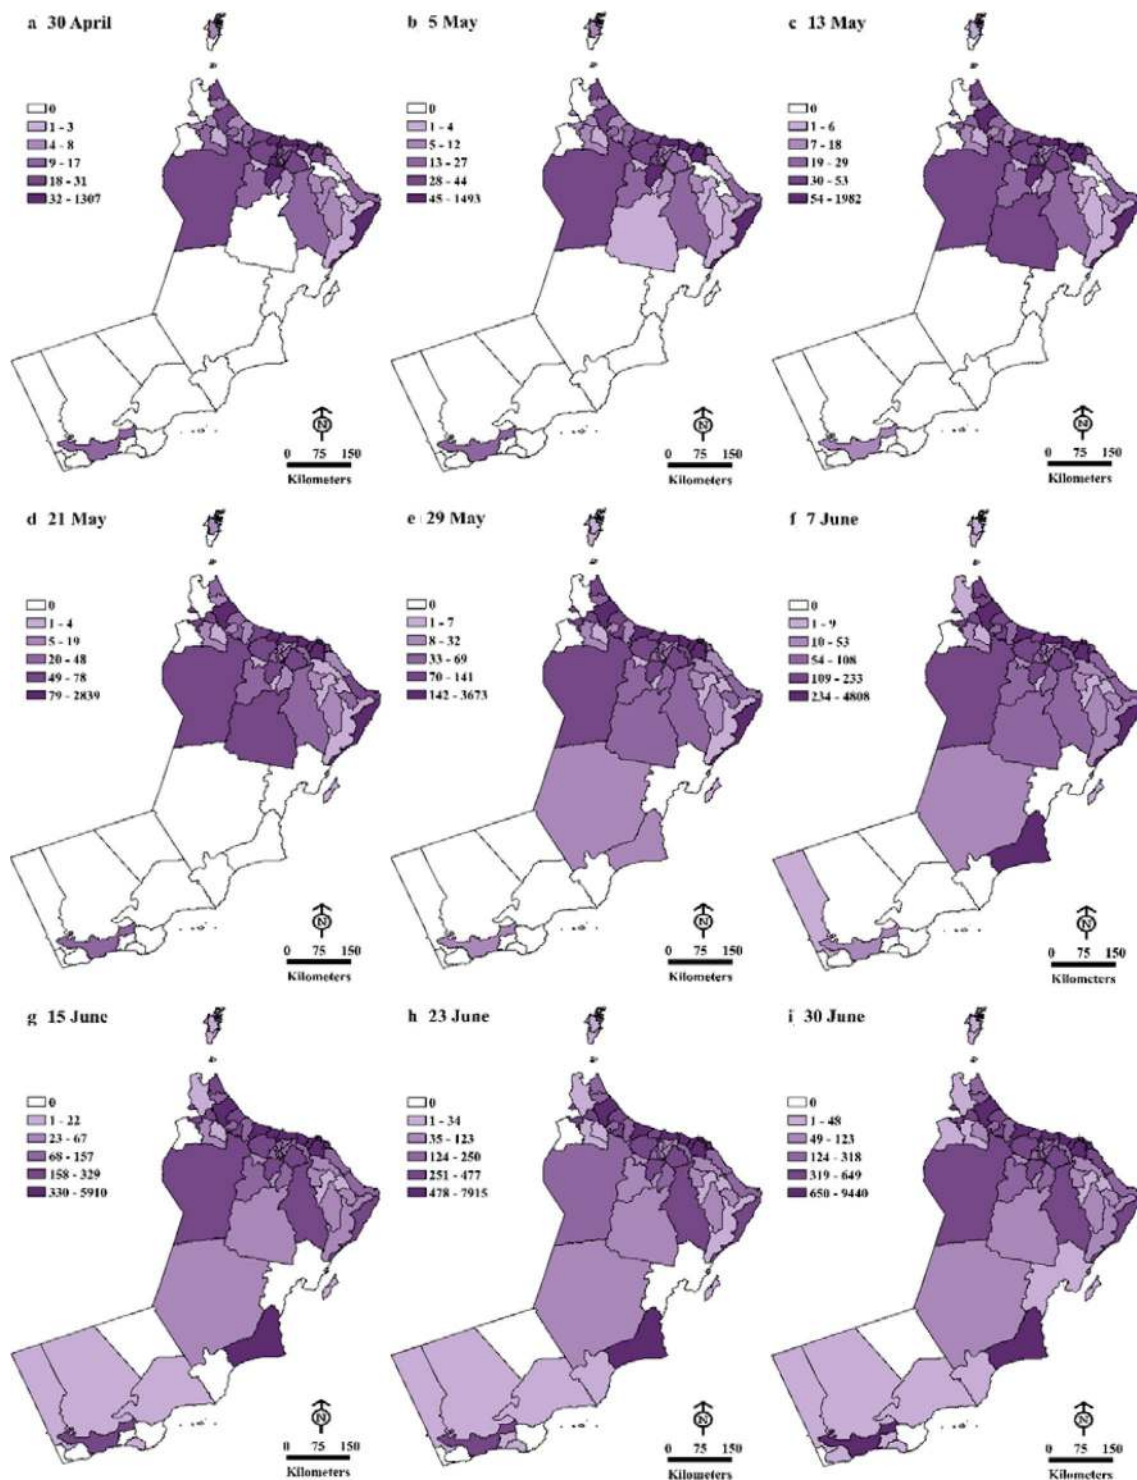 a 30 April
0
1 - 3
4 - 8
9 - 17
18 - 31
32 - 1307
N
0 75 150
Kilometers
b 5 May
0
1 - 4
5 - 12
13 - 27
28 - 44
45 - 1493
N
0 75 150
Kilometers
c 13 May
0
1 - 6
7 - 18
19 - 29
30 - 53
54 - 1982
N
0 75 150
Kilometers
d 21 May
0
1 - 4
5 - 19
20 - 48
49 - 78
79 - 2839
N
0 75 150
Kilometers
e 29 May
0
1 - 7
8 - 32
33 - 69
70 - 141
142 - 3673
N
0 75 150
Kilometers
f 7 June
0
1 - 9
10 - 53
54 - 108
109 - 233
234 - 4808
N
0 75 150
Kilometers
g 15 June
0
1 - 22
23 - 67
68 - 157
158 - 329
330 - 5910
N
0 75 150
Kilometers
h 23 June
0
1 - 34
35 - 123
124 - 250
251 - 477
478 - 7915
N
0 75 150
Kilometers
i 30 June
0
1 - 48
49 - 123
124 - 318
319 - 649
650 - 9440
N
0 75 150
Kilometers